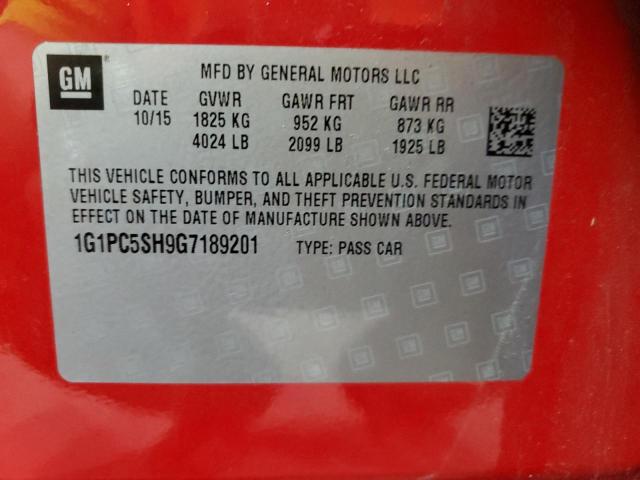 GM
MFD BY GENERAL MOTORS LLC
DATE GVWR GAWR FRT GAWR RR
10/15 1825 KG 952 KG 873 KG
4024 LB 2099 LB 1925 LB
THIS VEHICLE CONFORMS TO ALL APPLICABLE U.S. FEDERAL MOTOR
VEHICLE SAFETY, BUMPER, AND THEFT PREVENTION STANDARDS IN
EFFECT ON THE DATE OF MANUFACTURE SHOWN ABOVE.
1G1PC5SH9G7189201 TYPE: PASS CAR